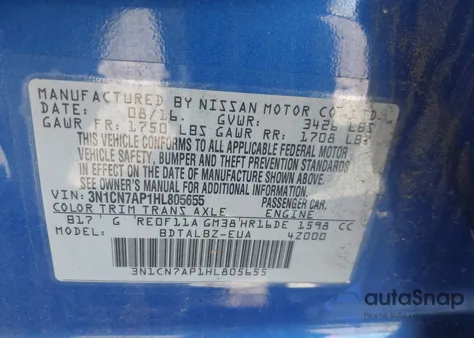 MANUFACTURED BY NISSAN MOTOR CO.,LTD.
DATE: 08/16. GVWR: 3426 LBS
GAWR FR: 1750 LBS GAWR RR: 1708 LBS
THIS VEHICLE CONFORMS TO ALL APPLICABLE FEDERAL MOTOR
VEHICLE SAFETY, BUMPER AND THEFT PREVENTION STANDARDS
IN EFFECT ON THE DATE OF MANUFACTURE SHOWN ABOVE.
SEE OWNER'S MANUAL FOR ADDITIONAL INFORMATION.
VIN: 3N1CN7AP1HL805655 PASSENGER CAR.
COLOR TRIM TRANS AXLE ENGINE
B17 G RE0F11A GM38 HR16DE 1598 CC
MODEL: BDTALBZ-EUA 4Z000
3N1CN7AP1HL805655
autoSnap